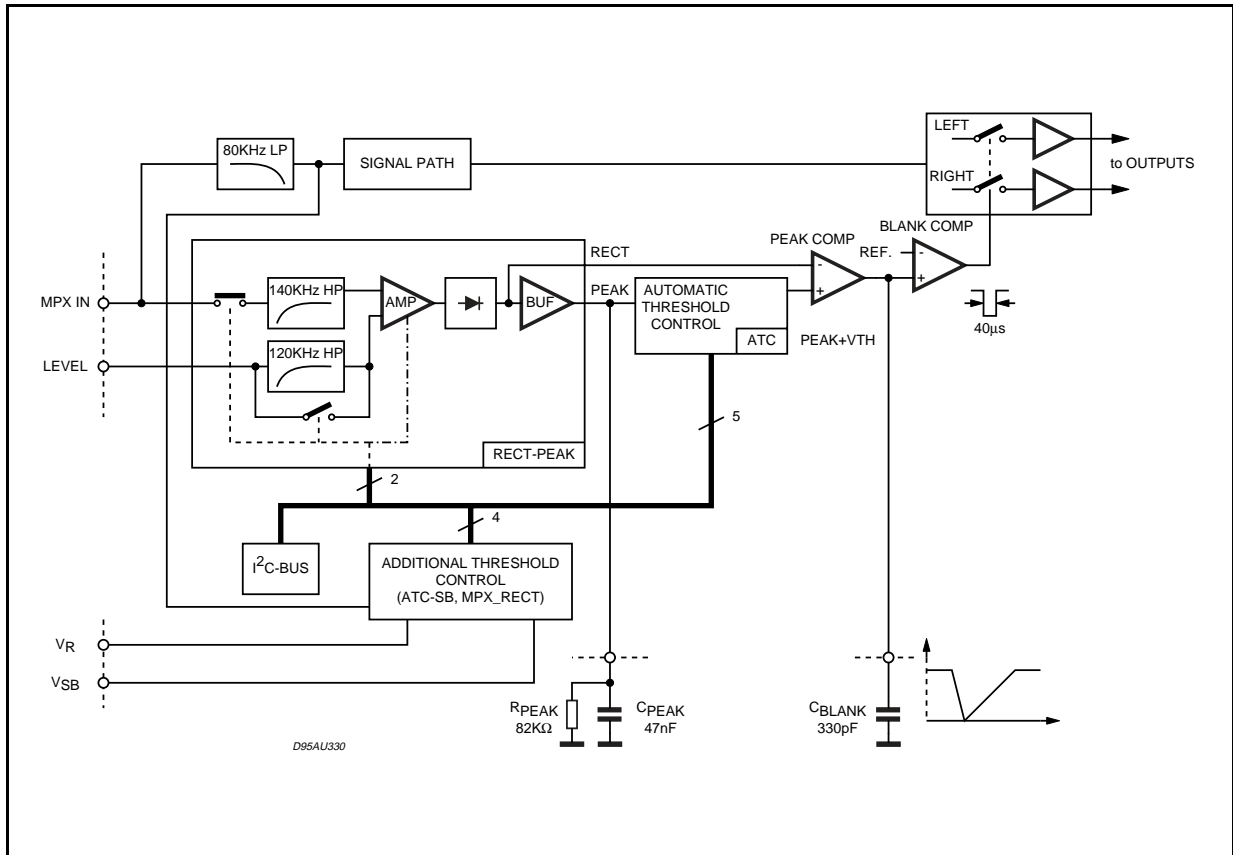 LEFT
80KHz LP
SIGNAL PATH
to OUTPUTS
RIGHT
BLANK COMP
PEAK COMP
RECT
REF.
-
+
-
+
MPX IN
140KHz HP
AMP
BUF
PEAK
AUTOMATIC
THRESHOLD
CONTROL
ATC
PEAK+VTH
40µs
LEVEL
120KHz HP
5
RECT-PEAK
2
4
I²C-BUS
ADDITIONAL THRESHOLD
CONTROL
(ATC-SB, MPX_RECT)
VR
VSB
RPEAK
82KΩ
CPEAK
47nF
CBLANK
330pF
D95AU330